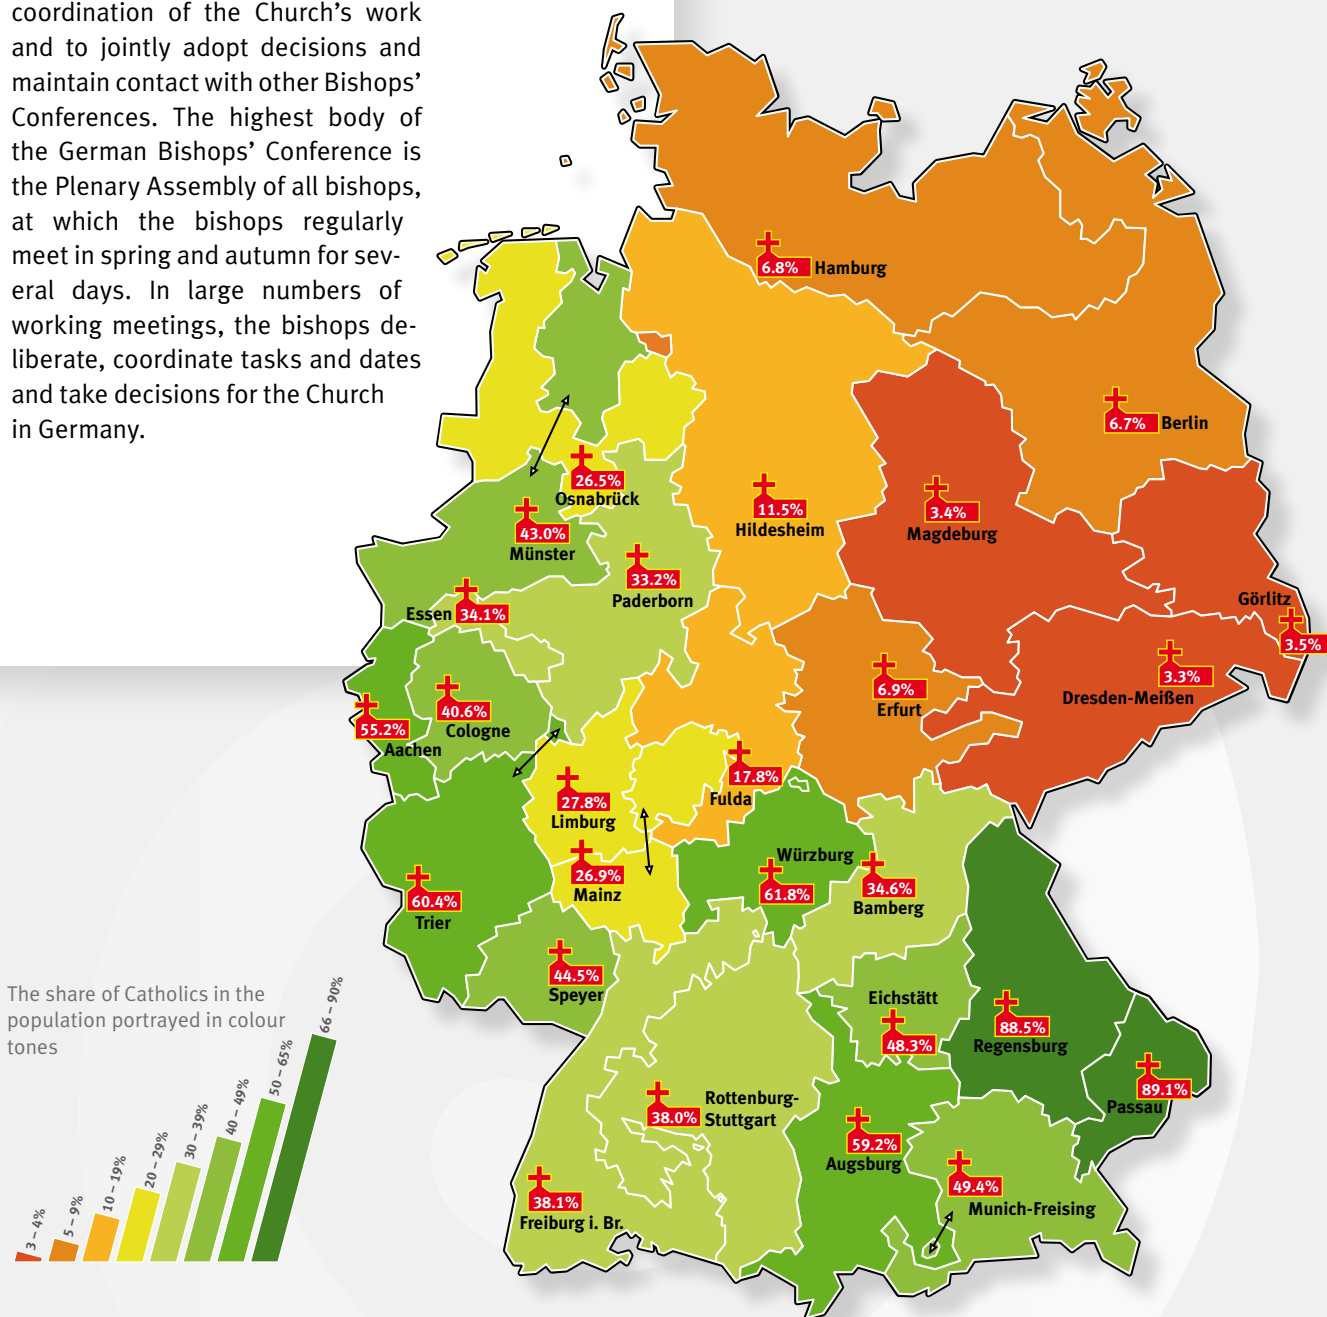 coordination of the Church’s work
and to jointly adopt decisions and
maintain contact with other Bishops’
Conferences. The highest body of
the German Bishops’ Conference is
the Plenary Assembly of all bishops,
at which the bishops regularly
meet in spring and autumn for sev-
eral days. In large numbers of
working meetings, the bishops de-
liberate, coordinate tasks and dates
and take decisions for the Church
in Germany.
6.8% Hamburg
6.7% Berlin
26.5%
Osnabrück
11.5%
Hildesheim
3.4%
Magdeburg
43.0%
Münster
33.2%
Paderborn
Essen 34.1%
Görlitz
3.5%
3.3%
Dresden-Meißen
6.9%
Erfurt
40.6%
Cologne
55.2%
Aachen
17.8%
Fulda
27.8%
Limburg
26.9%
Mainz
Würzburg
61.8%
34.6%
Bamberg
60.4%
Trier
44.5%
Speyer
Eichstätt
48.3%
88.5%
Regensburg
89.1%
Passau
38.0%
Rottenburg-
Stuttgart
59.2%
Augsburg
49.4%
Munich-Freising
38.1%
Freiburg i. Br.
The share of Catholics in the
population portrayed in colour
tones
3 – 4%
5 – 9%
10 – 19%
20 – 29%
30 – 39%
40 – 49%
50 – 65%
66 – 90%